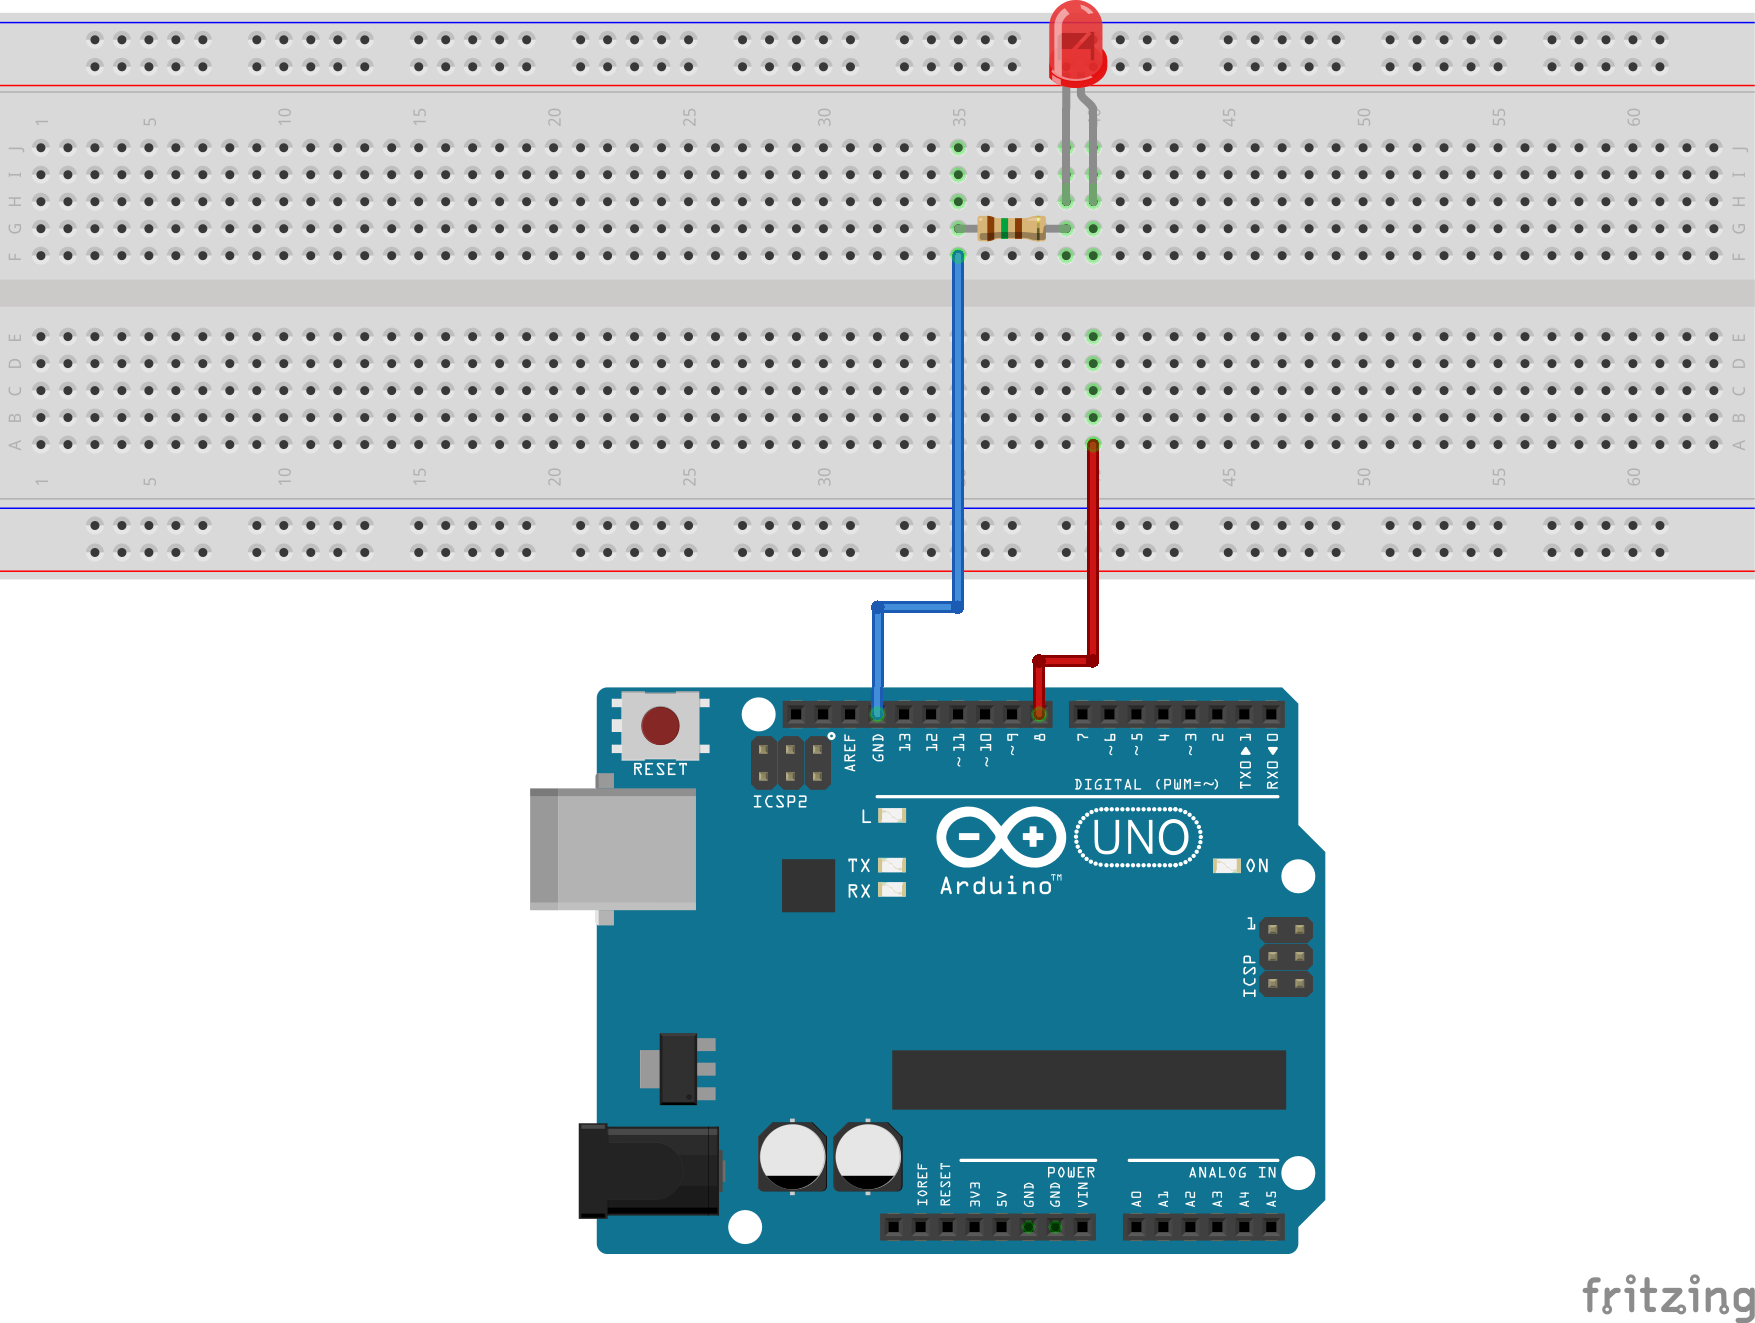 1 5 10 15 20 25 30 35 45 50 55 60
J J
I I
H H
G G
F F
E E
D D
C C
B B
A A
1 5 10 15 20 25 30 45 50 55 60
AREF GND 13 12 ~11 ~10 ~9 8 7 ~6 ~5 4 ~3 2 TX0▶1 RX0◀0
RESET
ICSP2
DIGITAL (PWM=~)
L
TX
RX
UNO
Arduino™
ON
1
ICSP
POWER
ANALOG IN
IOREF RESET 3V3 5V GND GND VIN A0 A1 A2 A3 A4 A5
fritzing